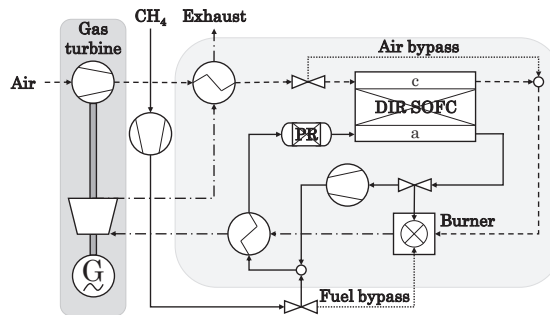 CH4
Exhaust
Gas
turbine
Air bypass
Air
c
DIR SOFC
PR
a
Burner
G
Fuel bypass